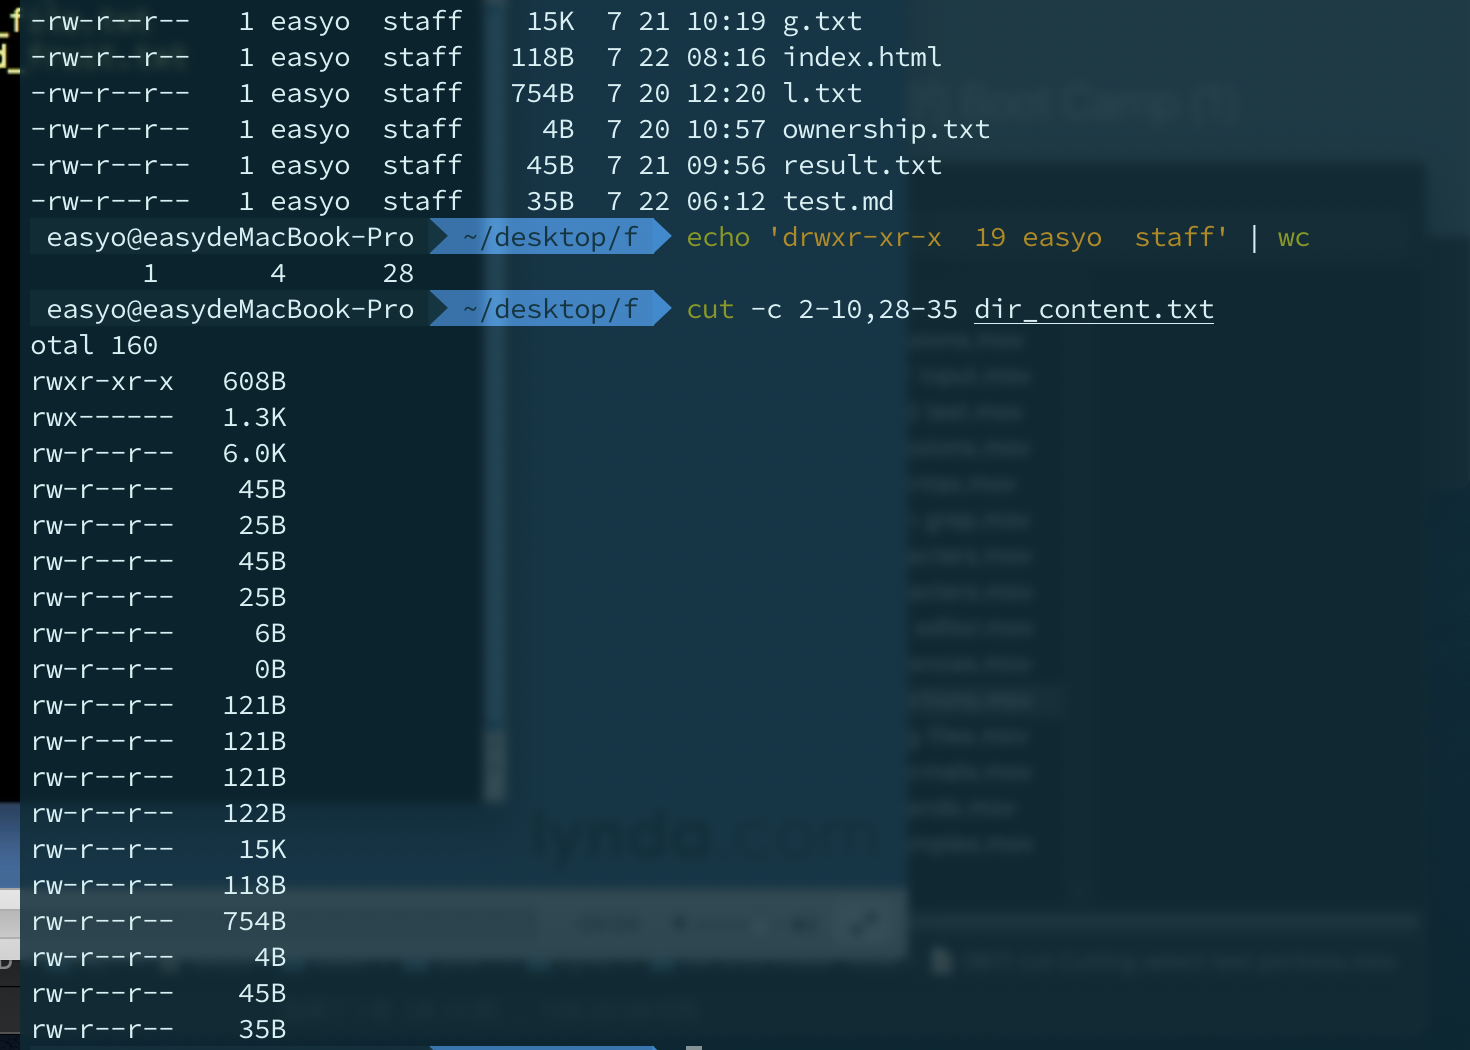 -rw-r--r--   1 easyo  staff    15K  7 21 10:19 g.txt
-rw-r--r--   1 easyo  staff   118B  7 22 08:16 index.html
-rw-r--r--   1 easyo  staff   754B  7 20 12:20 l.txt
-rw-r--r--   1 easyo  staff     4B  7 20 10:57 ownership.txt
-rw-r--r--   1 easyo  staff    45B  7 21 09:56 result.txt
-rw-r--r--   1 easyo  staff    35B  7 22 06:12 test.md
easyo@easydeMacBook-Pro  ~/desktop/f  echo 'drwxr-xr-x  19 easyo  staff' | wc
       1       4      28
easyo@easydeMacBook-Pro  ~/desktop/f  cut -c 2-10,28-35 dir_content.txt
otal 160
rwxr-xr-x   608B
rwx------   1.3K
rw-r--r--   6.0K
rw-r--r--    45B
rw-r--r--    25B
rw-r--r--    45B
rw-r--r--    25B
rw-r--r--     6B
rw-r--r--     0B
rw-r--r--   121B
rw-r--r--   121B
rw-r--r--   121B
rw-r--r--   122B
rw-r--r--    15K
rw-r--r--   118B
rw-r--r--   754B
rw-r--r--     4B
rw-r--r--    45B
rw-r--r--    35B
Boot Camp (1)
lynda.com